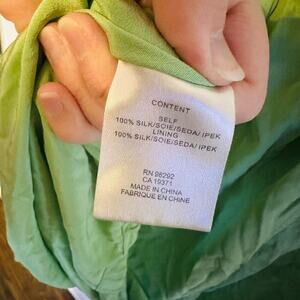 CONTENT
SELF
100% SILK/SOIE/SEDA/IPEK
LINING
100% SILK/SOIE/SEDA/IPEK
RN 98292
CA 19371
MADE IN CHINA
FABRIQUE EN CHINE